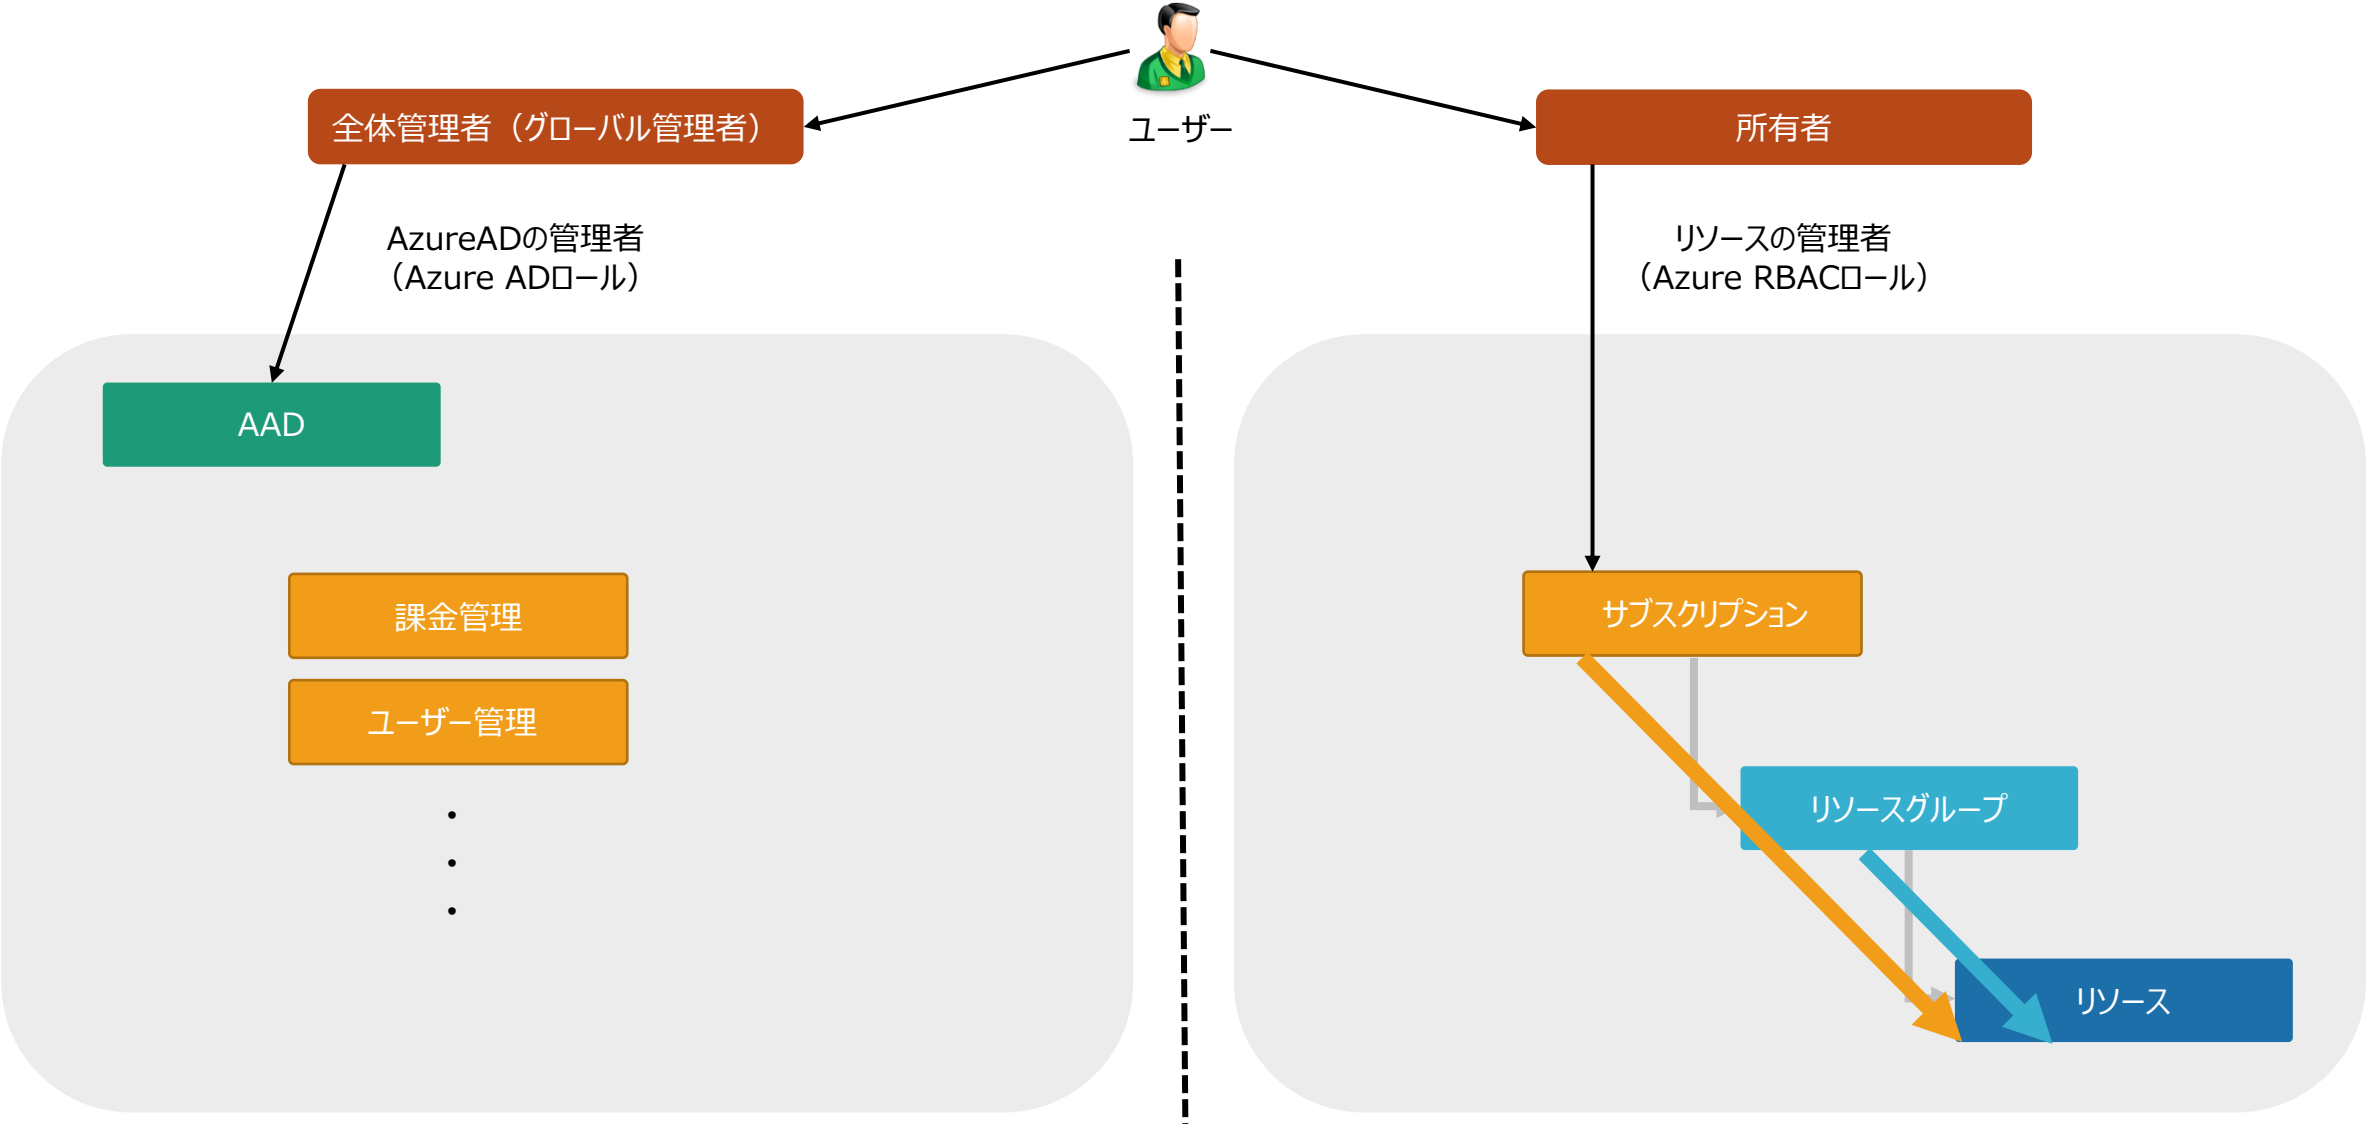 ユーザー
全体管理者（グローバル管理者）
所有者
AzureADの管理者
（Azure ADロール）
リソースの管理者
（Azure RBACロール）
AAD
課金管理
ユーザー管理
・
・
・
サブスクリプション
リソースグループ
リソース